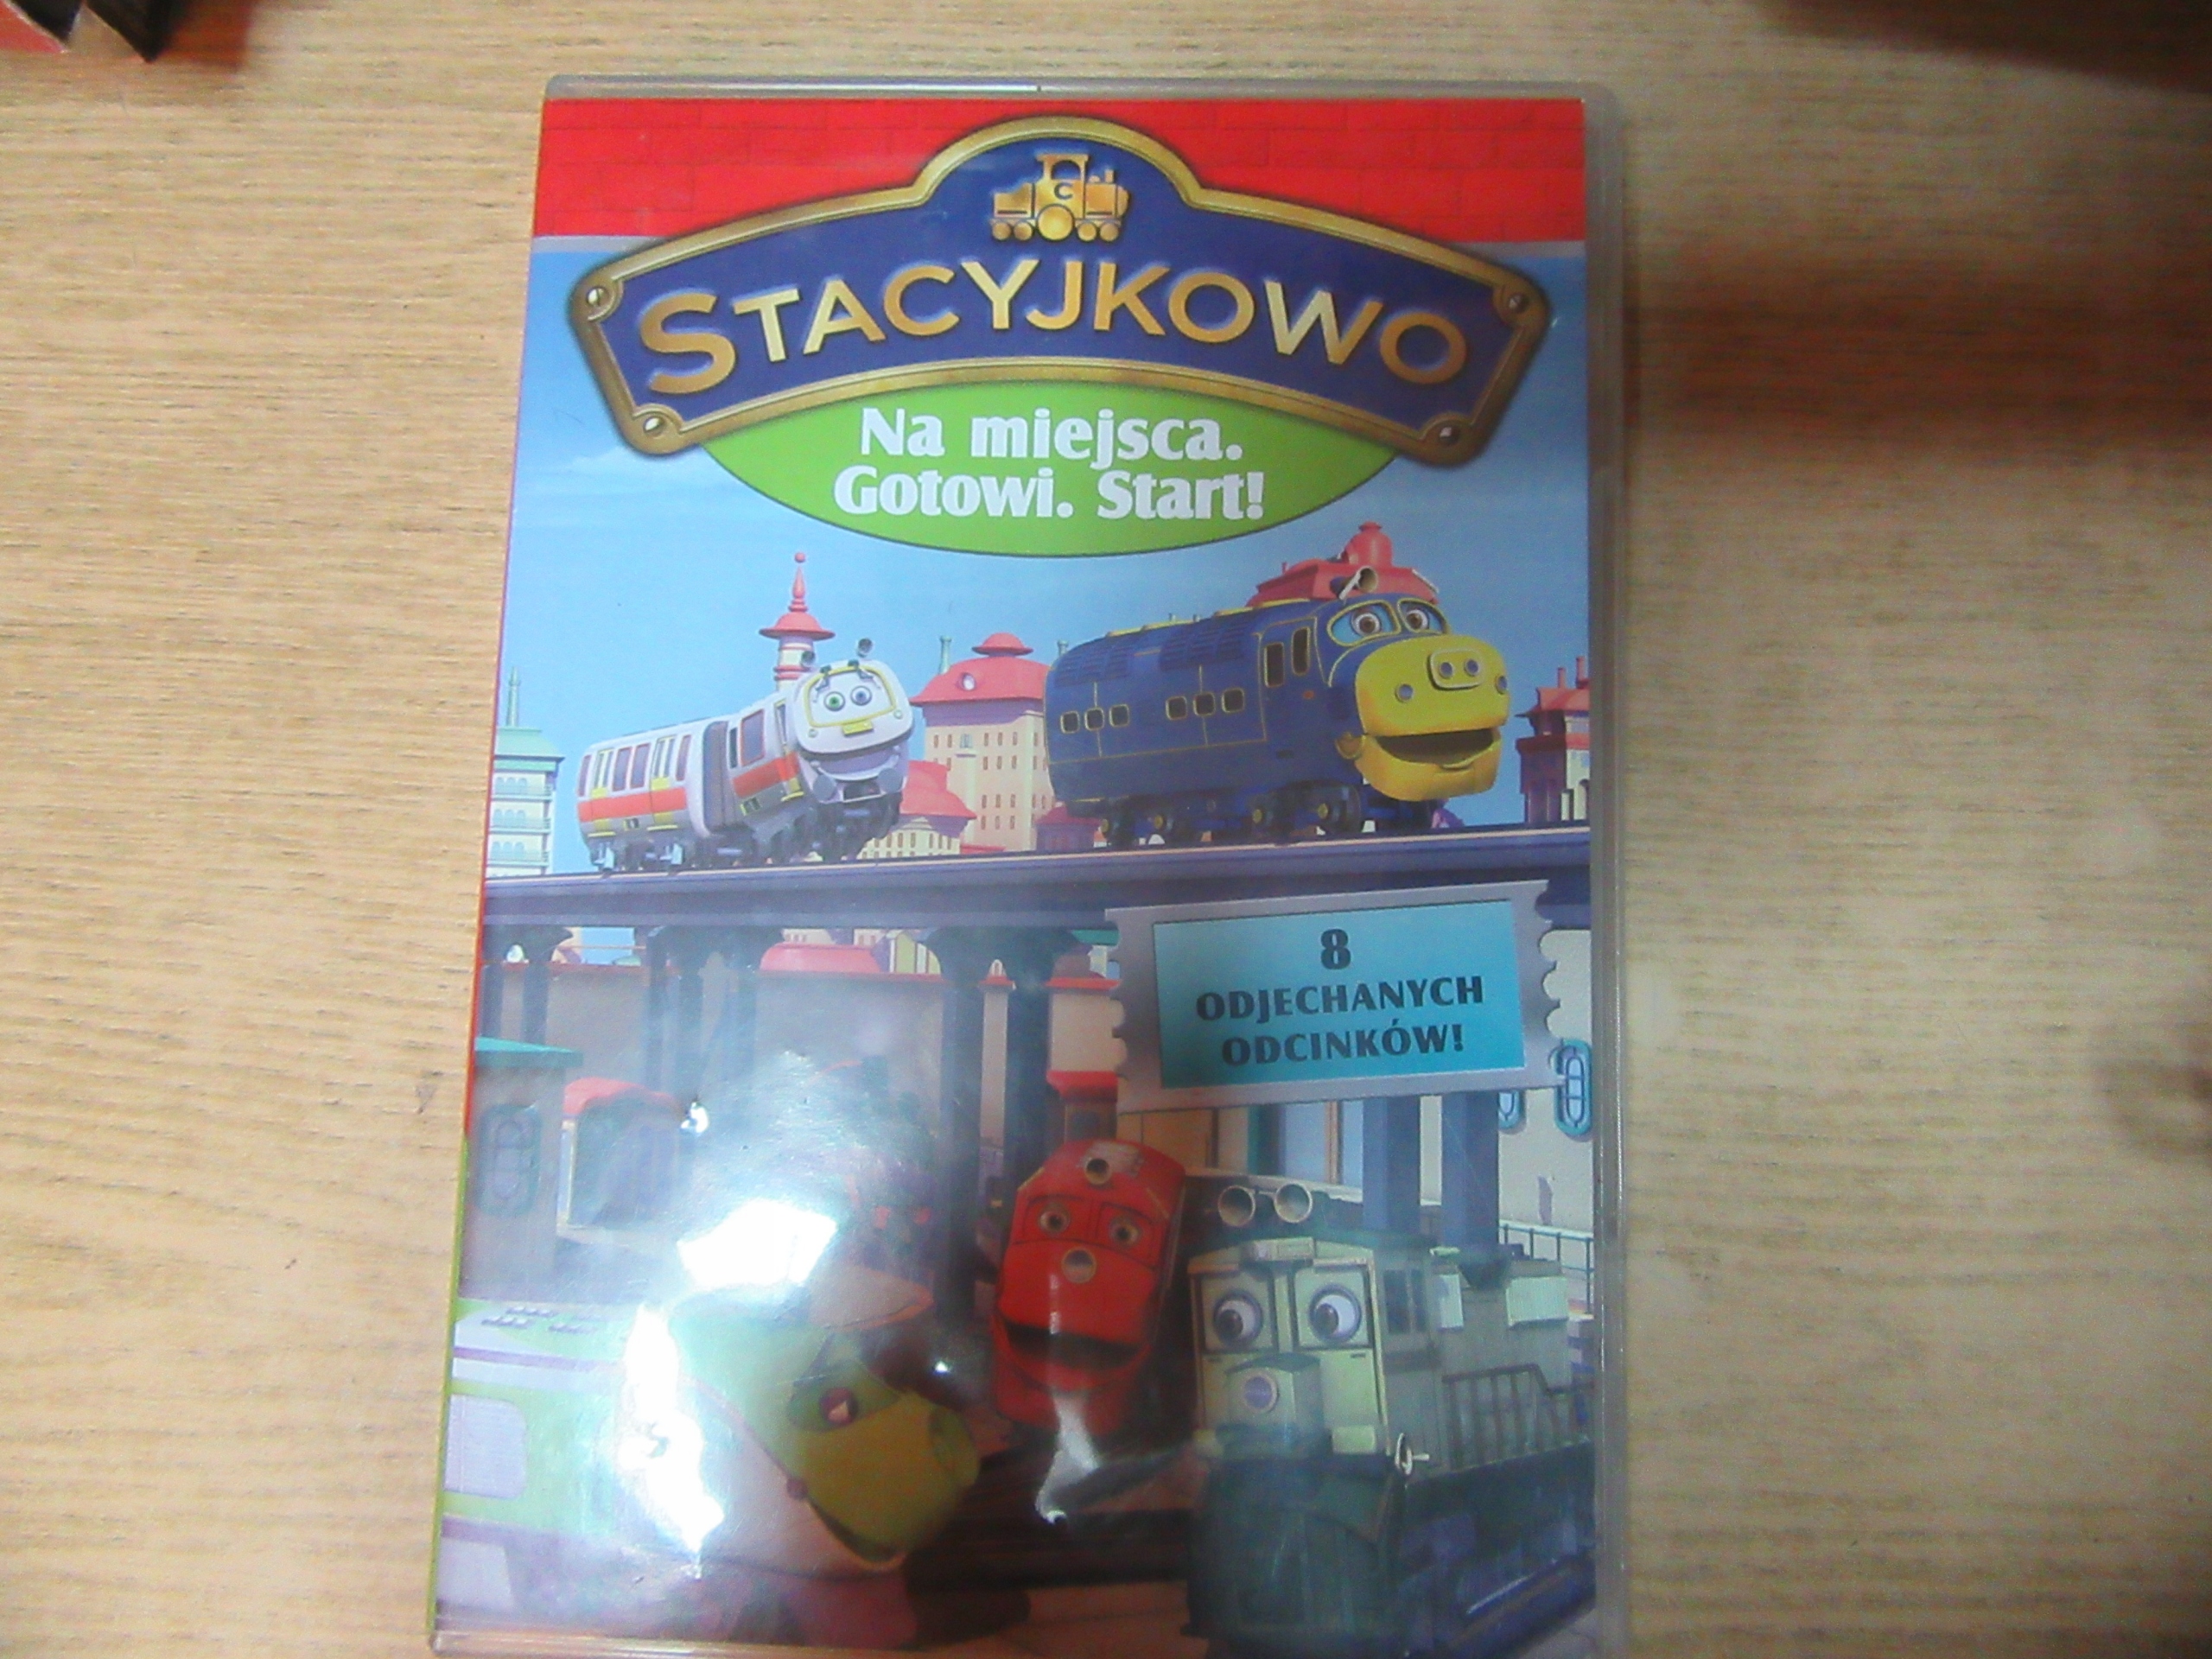 C
STACYJKOWO
Na miejsca.
Gotowi. Start!
8
ODJECHANYCH
ODCINKÓW!